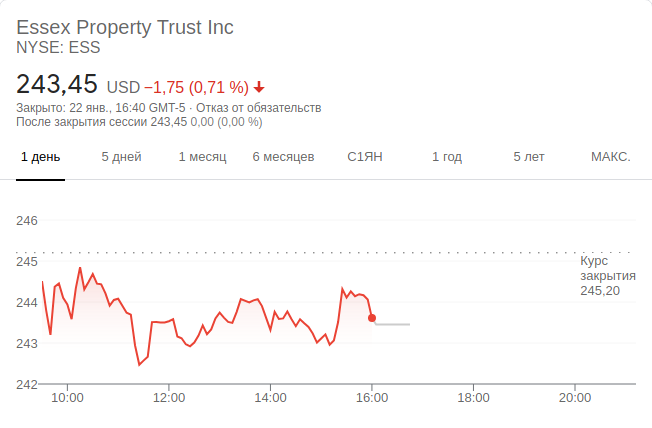 Essex Property Trust Inc
NYSE: ESS
243,45 USD −1,75 (0,71 %)
Закрыто: 22 янв., 16:40 GMT-5 · Отказ от обязательств
После закрытия сессии 243,45 0,00 (0,00 %)
1 день 5 дней 1 месяц 6 месяцев С1ЯН 1 год 5 лет МАКС.
246
245
244
243
242
Курс
закрытия
245,20
10:00 12:00 14:00 16:00 18:00 20:00